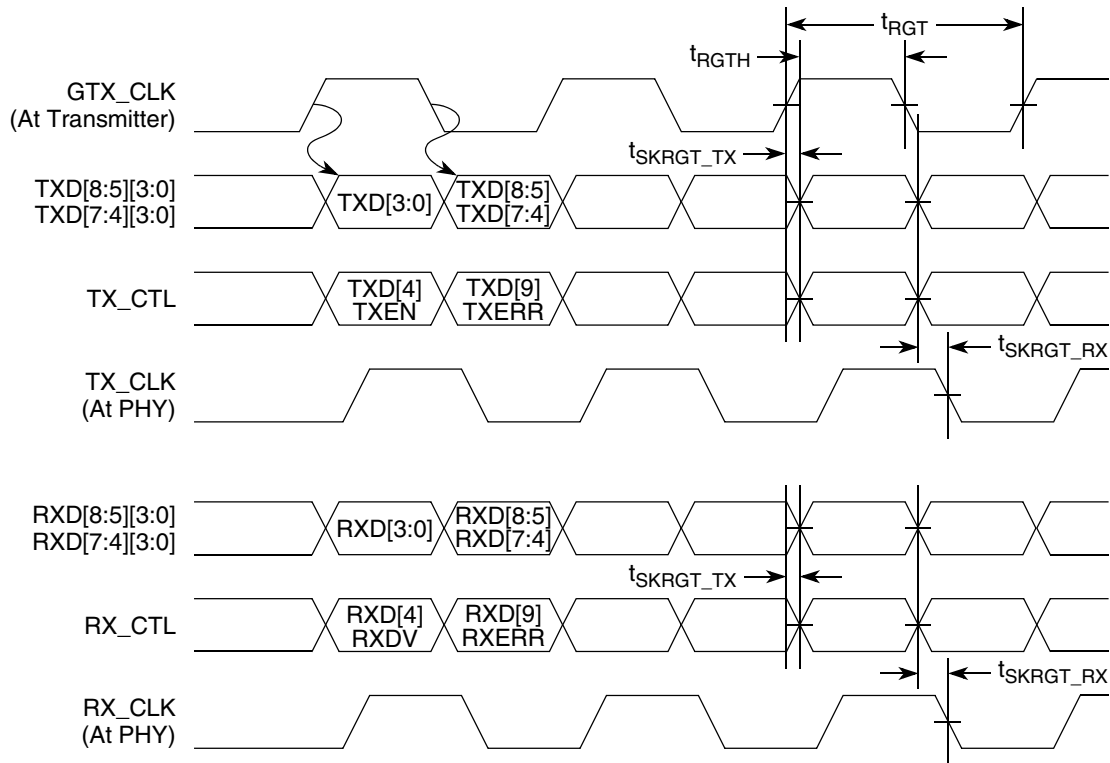 tRGT
tRGTH
GTX_CLK
(At Transmitter)
tSKRGT_TX
TXD[8:5][3:0]
TXD[7:4][3:0]
TXD[3:0]
TXD[8:5]
TXD[7:4]
TX_CTL
TXD[4]
TXEN
TXD[9]
TXERR
tSKRGT_RX
TX_CLK
(At PHY)
RXD[8:5][3:0]
RXD[7:4][3:0]
RXD[3:0]
RXD[8:5]
RXD[7:4]
tSKRGT_TX
RX_CTL
RXD[4]
RXDV
RXD[9]
RXERR
tSKRGT_RX
RX_CLK
(At PHY)